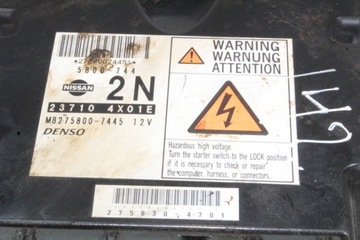 5800 744
NISSAN
2N
23710 4X01E
MB275800-7445 12V
DENSO
WARNING
WARNUNG
ATTENTION
Hazardous high voltage.
Turn the starter switch to the LOCK position
if it is necessary to check or repair
the computer, harness, or connectors.
275830-4701